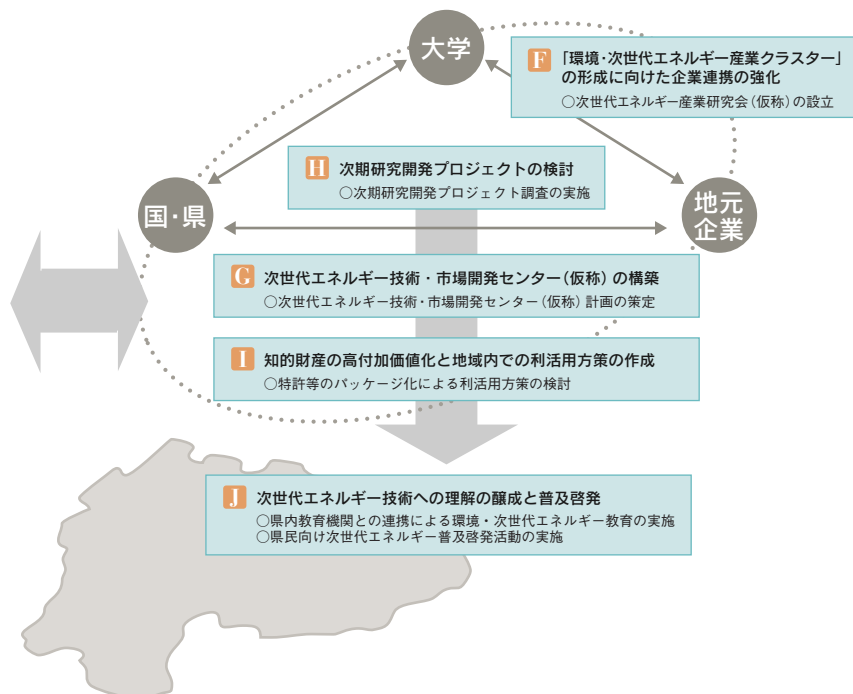 大学
F 「環境・次世代エネルギー産業クラスター」
の形成に向けた企業連携の強化
○次世代エネルギー産業研究会(仮称)の設立
H 次期研究開発プロジェクトの検討
○次期研究開発プロジェクト調査の実施
国・県
地元
企業
G 次世代エネルギー技術・市場開発センター(仮称)の構築
○次世代エネルギー技術・市場開発センター(仮称)計画の策定
I 知的財産の高付加価値化と地域内での利活用方策の作成
○特許等のパッケージ化による利活用方策の検討
J 次世代エネルギー技術への理解の醸成と普及啓発
○県内教育機関との連携による環境・次世代エネルギー教育の実施
○県民向け次世代エネルギー普及啓発活動の実施